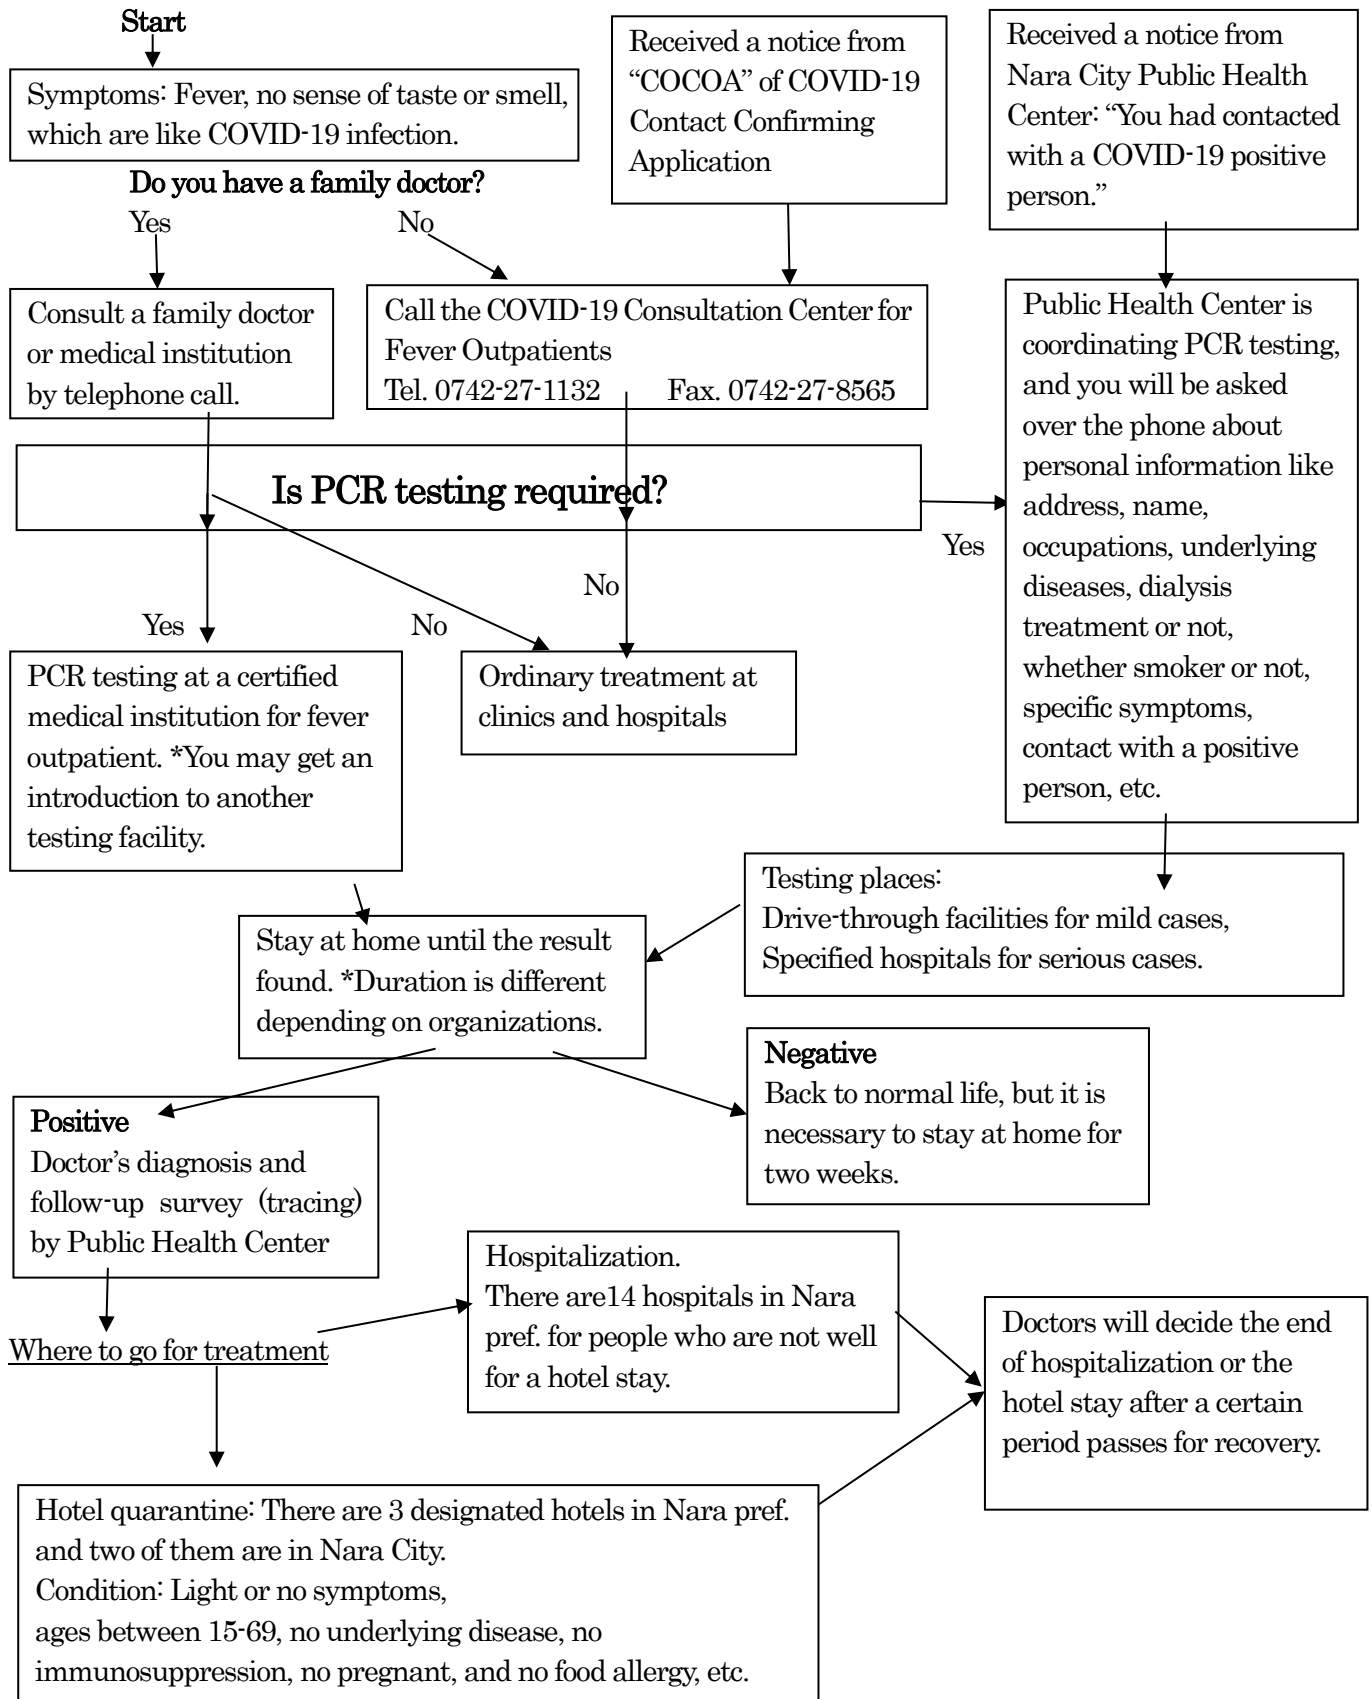 Start
Symptoms: Fever, no sense of taste or smell,
which are like COVID-19 infection.
Received a notice from
“COCOA” of COVID-19
Contact Confirming
Application
Received a notice from
Nara City Public Health
Center: “You had contacted
with a COVID-19 positive
person.”
Do you have a family doctor?
Yes
No
Consult a family doctor
or medical institution
by telephone call.
Call the COVID-19 Consultation Center for
Fever Outpatients
Tel. 0742-27-1132 Fax. 0742-27-8565
Public Health Center is
coordinating PCR testing,
and you will be asked
over the phone about
personal information like
address, name,
occupations, underlying
diseases, dialysis
treatment or not,
whether smoker or not,
specific symptoms,
contact with a positive
person, etc.
Is PCR testing required?
Yes
No
Yes
No
PCR testing at a certified
medical institution for fever
outpatient. *You may get an
introduction to another
testing facility.
Ordinary treatment at
clinics and hospitals
Testing places:
Drive-through facilities for mild cases,
Specified hospitals for serious cases.
Stay at home until the result
found. *Duration is different
depending on organizations.
Negative
Back to normal life, but it is
necessary to stay at home for
two weeks.
Positive
Doctor’s diagnosis and
follow-up survey (tracing)
by Public Health Center
Where to go for treatment
Hospitalization.
There are14 hospitals in Nara
pref. for people who are not well
for a hotel stay.
Doctors will decide the end
of hospitalization or the
hotel stay after a certain
period passes for recovery.
Hotel quarantine: There are 3 designated hotels in Nara pref.
and two of them are in Nara City.
Condition: Light or no symptoms,
ages between 15-69, no underlying disease, no
immunosuppression, no pregnant, and no food allergy, etc.